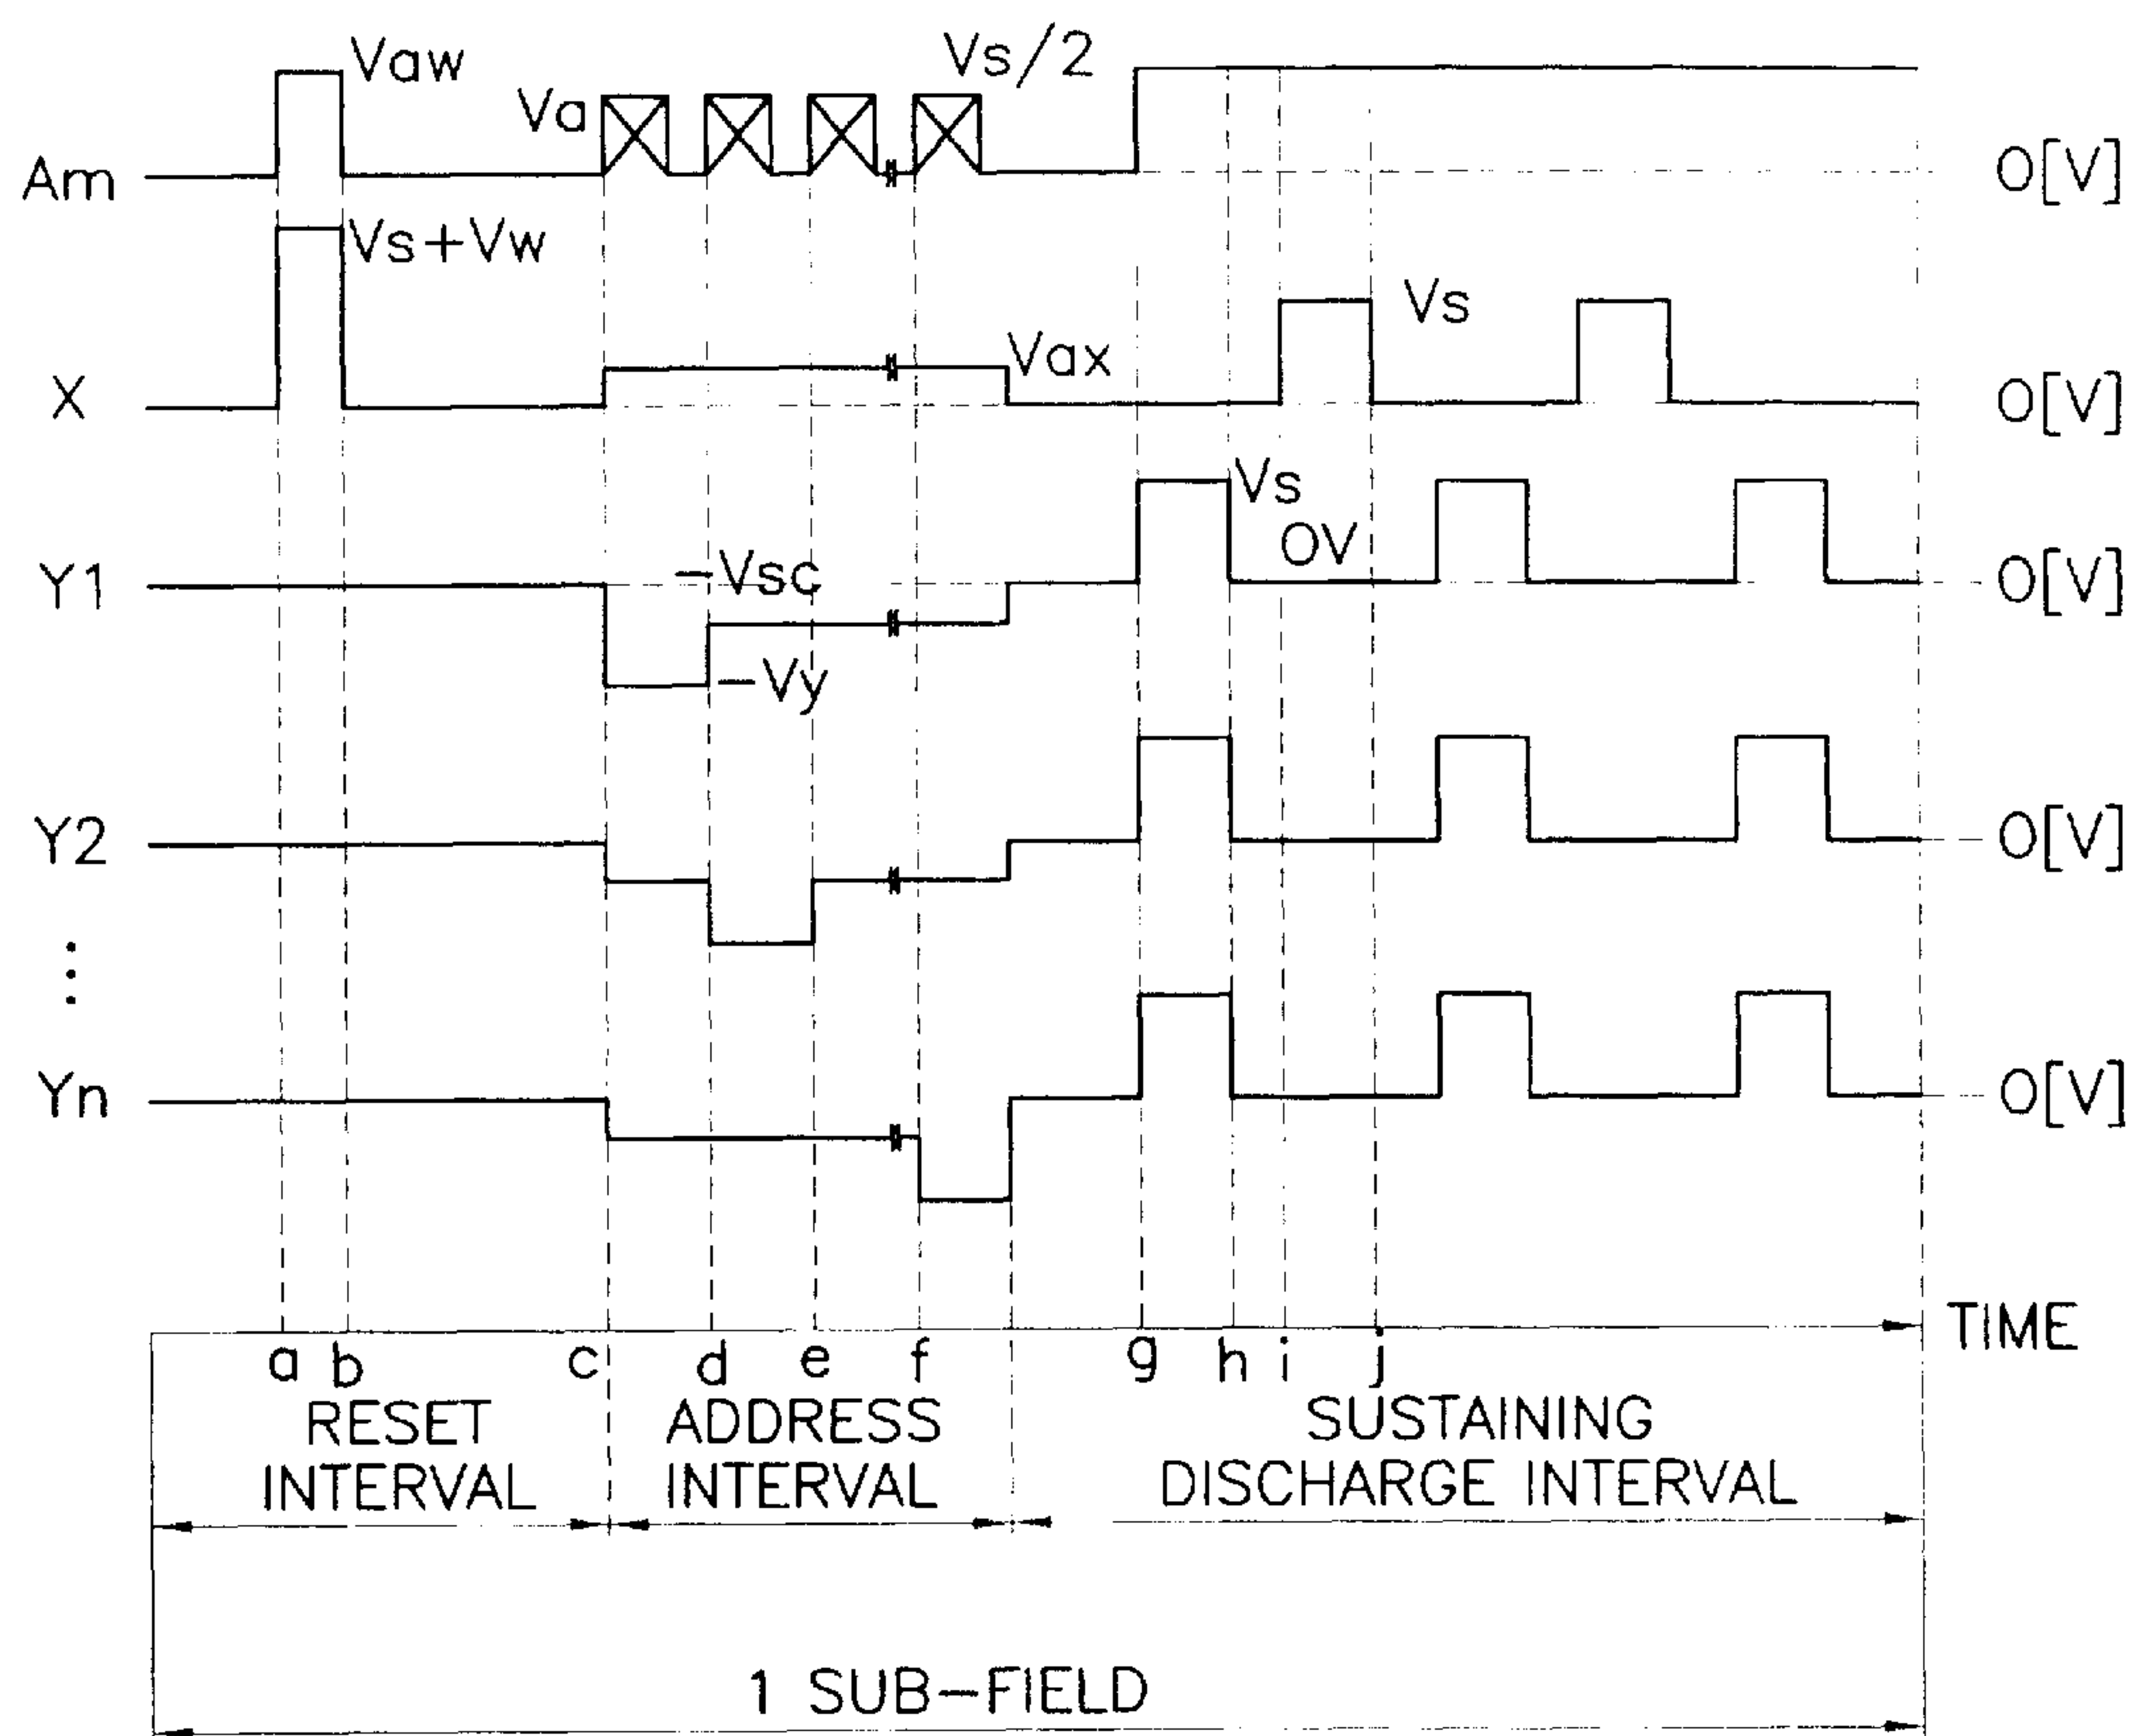 Vaw
Vs/2
Va
Am
O[V]
Vs+Vw
Vs
Vax
X
O[V]
Vs
OV
-Vsc
Y1
O[V]
-Vy
Y2
O[V]
Yn
O[V]
TIME
a b c d e f g h i j
RESET INTERVAL
ADDRESS INTERVAL
SUSTAINING DISCHARGE INTERVAL
1 SUB-FIELD